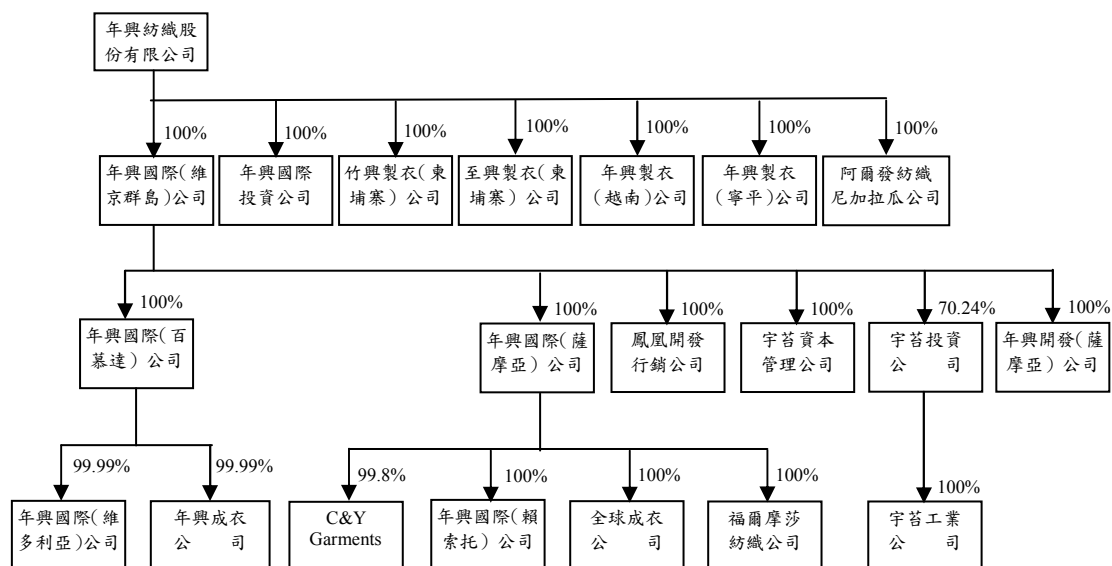 年興紡織股
份有限公司
100%
100%
100%
100%
100%
100%
100%
年興國際(維
京群島)公司
年興國際
投資公司
竹興製衣(柬
埔寨)公司
至興製衣(柬
埔寨)公司
年興製衣
(越南)公司
年興製衣
(寧平)公司
阿爾發紡織
尼加拉瓜公司
100%
100%
100%
100%
70.24%
100%
年興國際(百
慕達)公司
年興國際(薩
摩亞)公司
鳳凰開發
行銷公司
宇苔資本
管理公司
宇苔投資
公 司
年興開發(薩
摩亞)公司
99.99%
99.99%
99.8%
100%
100%
100%
100%
年興國際(維
多利亞)公司
年興成衣
公 司
C&Y
Garments
年興國際(賴
索托)公司
全球成衣
公 司
福爾摩莎
紡織公司
宇苔工業
公 司